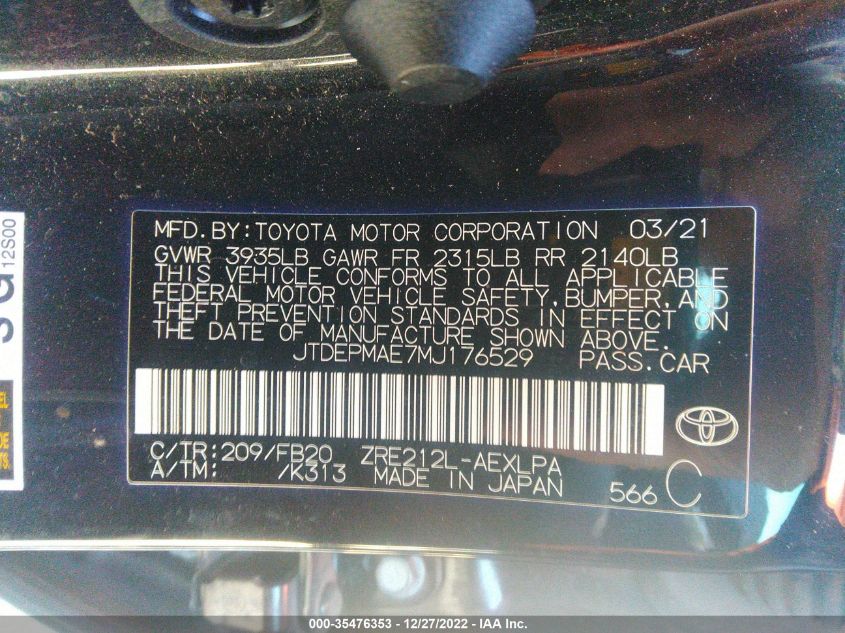 MFD. BY: TOYOTA MOTOR CORPORATION 03/21
GVWR 3935LB GAWR FR 2315LB RR 2140LB
THIS VEHICLE CONFORMS TO ALL APPLICABLE
FEDERAL MOTOR VEHICLE SAFETY, BUMPER, AND
THEFT PREVENTION STANDARDS IN EFFECT ON
THE DATE OF MANUFACTURE SHOWN ABOVE.
JTDEPMAE7MJ176529 PASS. CAR
C/TR: 209/FB20 ZRE212L-AEXLPA
A/TM: /K313 MADE IN JAPAN 566 C
12S00
000-35476353 - 12/27/2022 - IAA Inc.